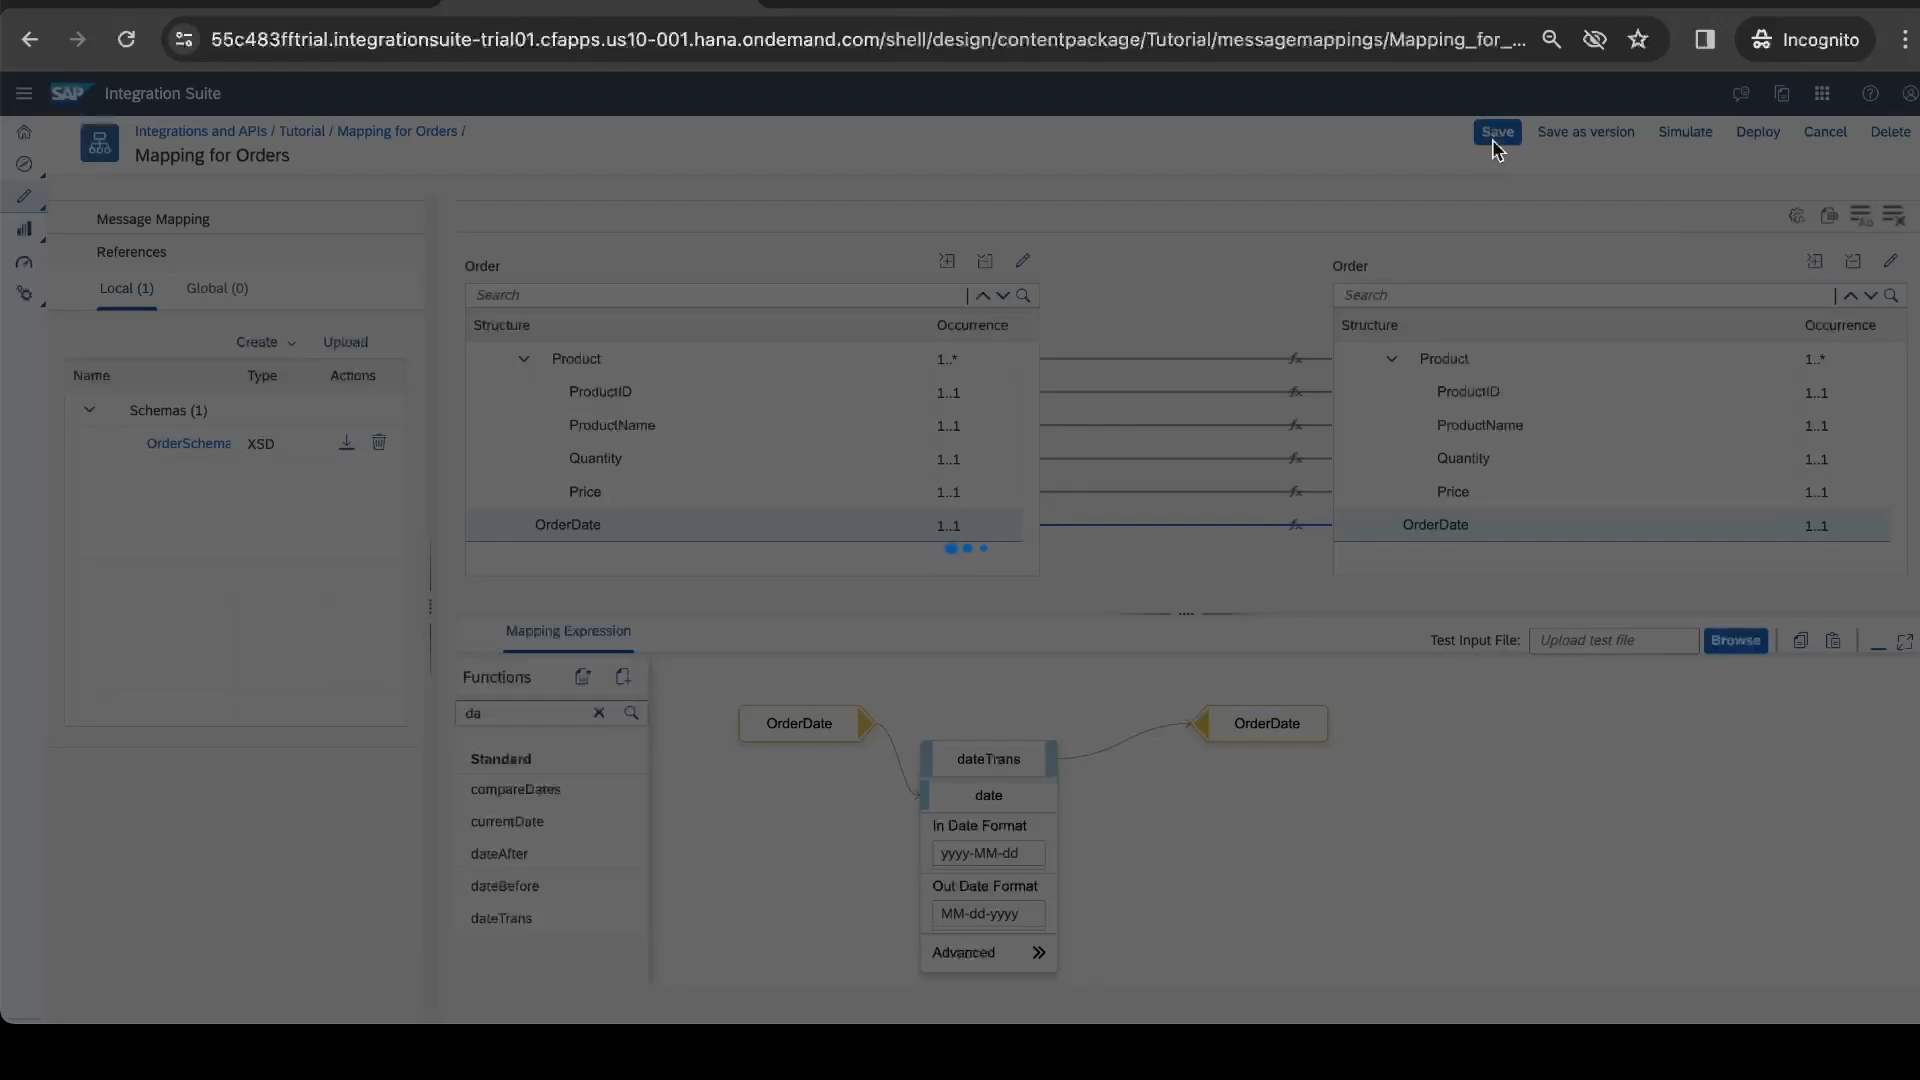 55c483fftrial.integrationsuite-trial01.cfapps.us10-001.hana.ondemand.com/shell/design/contentpackage/Tutorial/messagemappings/Mapping_for_...
Incognito
SAP Integration Suite
Integrations and APIs / Tutorial / Mapping for Orders /
Mapping for Orders
Save Save as version Simulate Deploy Cancel Delete
Message Mapping
References
Local (1) Global (0)
Create Upload
Name Type Actions
Schemas (1)
OrderSchema XSD
Order
Search
Structure Occurrence
Product 1..*
ProductID 1..1
ProductName 1..1
Quantity 1..1
Price 1..1
OrderDate 1..1
fx
fx
fx
fx
fx
fx
Order
Search
Structure Occurrence
Product 1..*
ProductID 1..1
ProductName 1..1
Quantity 1..1
Price 1..1
OrderDate 1..1
Mapping Expression
Test Input File: Upload test file Browse
Functions
da
Standard
compareDates
currentDate
dateAfter
dateBefore
dateTrans
OrderDate
dateTrans
date
In Date Format
yyyy-MM-dd
Out Date Format
MM-dd-yyyy
Advanced
OrderDate